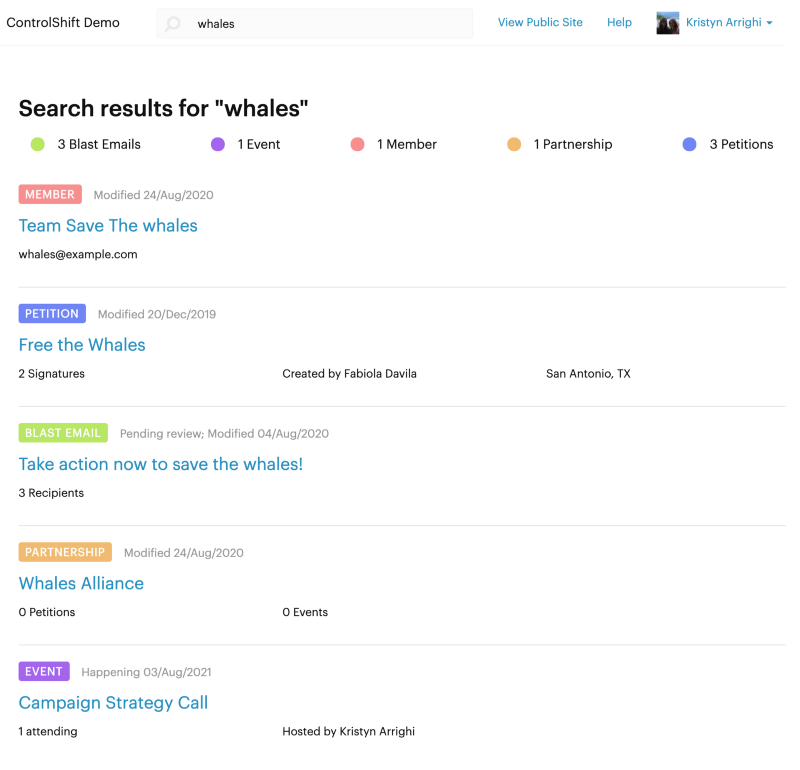 ControlShift Demo whales View Public Site Help Kristyn Arrighi
Search results for "whales"
3 Blast Emails 1 Event 1 Member 1 Partnership 3 Petitions
MEMBER Modified 24/Aug/2020
Team Save The whales
whales@example.com
PETITION Modified 20/Dec/2019
Free the Whales
2 Signatures Created by Fabiola Davila San Antonio, TX
BLAST EMAIL Pending review; Modified 04/Aug/2020
Take action now to save the whales!
3 Recipients
PARTNERSHIP Modified 24/Aug/2020
Whales Alliance
0 Petitions 0 Events
EVENT Happening 03/Aug/2021
Campaign Strategy Call
1 attending Hosted by Kristyn Arrighi